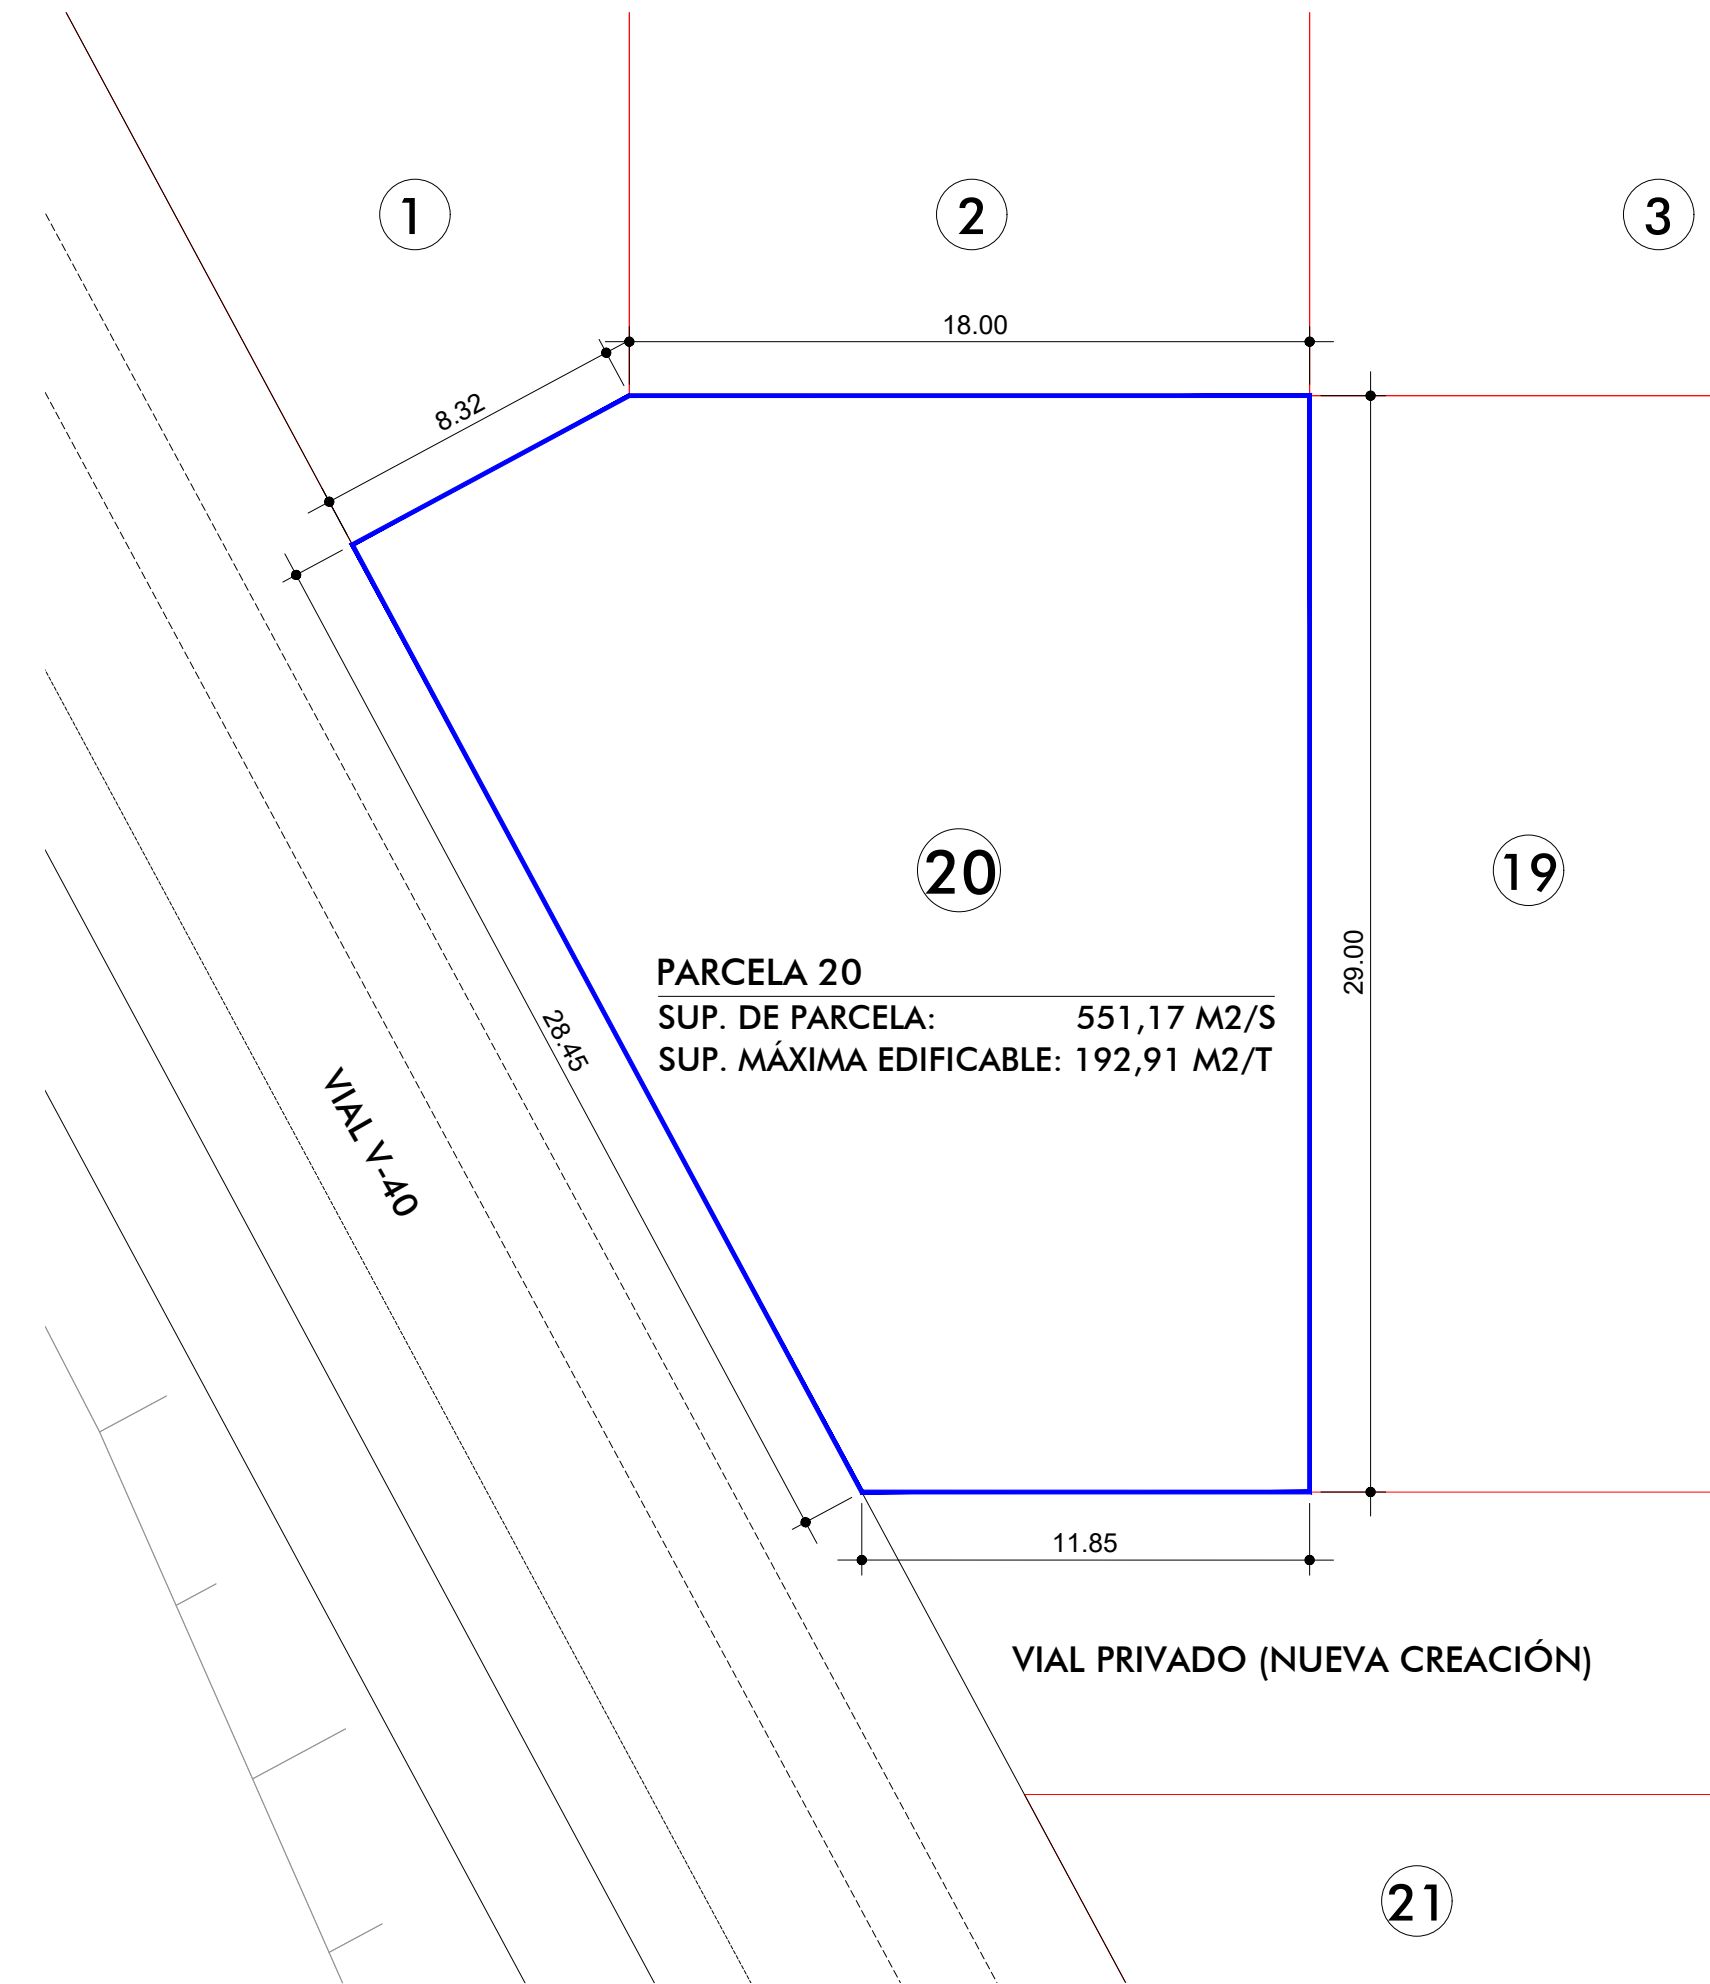 1
2
3
18.00
8.32
20
19
29.00
PARCELA 20
SUP. DE PARCELA: 551,17 M2/S
SUP. MÁXIMA EDIFICABLE: 192,91 M2/T
28.45
VIAL V-40
11.85
VIAL PRIVADO (NUEVA CREACIÓN)
21